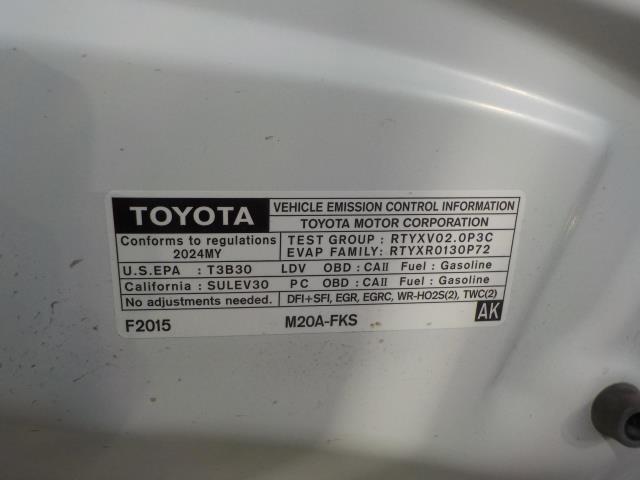 TOYOTA
VEHICLE EMISSION CONTROL INFORMATION
TOYOTA MOTOR CORPORATION
Conforms to regulations
2024MY
TEST GROUP : RTYXV02.0P3C
EVAP FAMILY: RTYXR0130P72
U.S.EPA : T3B30 LDV OBD : CAII Fuel : Gasoline
California : SULEV30 PC OBD : CAII Fuel : Gasoline
No adjustments needed. DFI+SFI, EGR, EGRC, WR-HO2S(2), TWC(2)
F2015 M20A-FKS AK